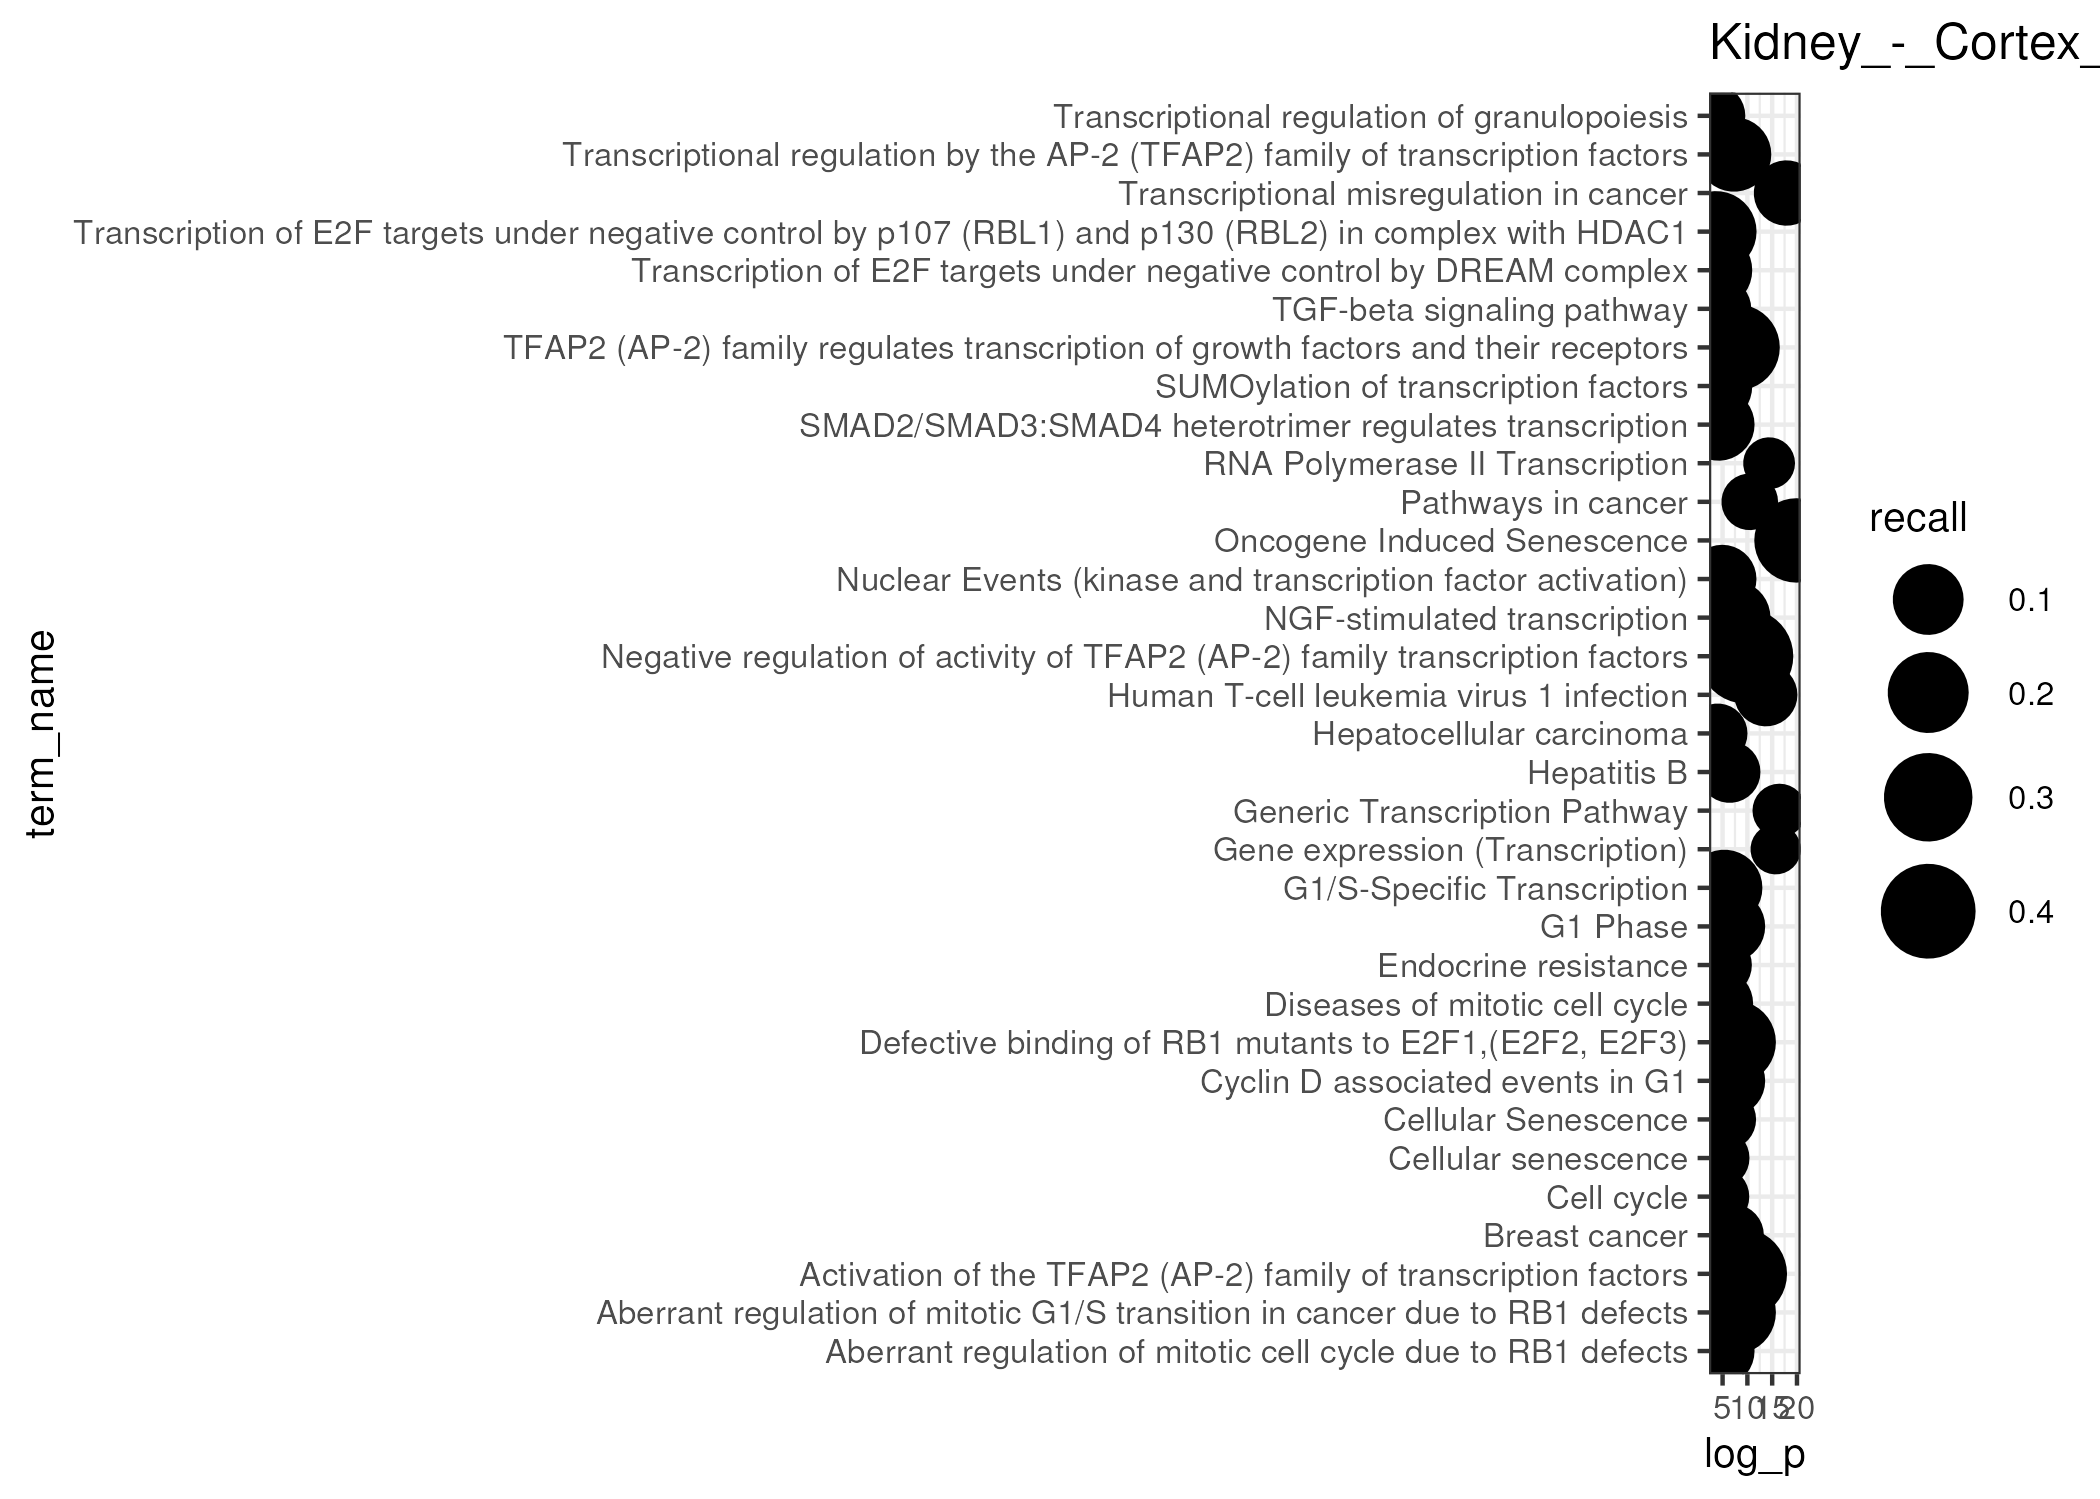 Kidney_-_Cortex_
Transcriptional regulation of granulopoiesis
Transcriptional regulation by the AP-2 (TFAP2) family of transcription factors
Transcriptional misregulation in cancer
Transcription of E2F targets under negative control by p107 (RBL1) and p130 (RBL2) in complex with HDAC1
Transcription of E2F targets under negative control by DREAM complex
TGF-beta signaling pathway
TFAP2 (AP-2) family regulates transcription of growth factors and their receptors
SUMOylation of transcription factors
SMAD2/SMAD3:SMAD4 heterotrimer regulates transcription
RNA Polymerase II Transcription
Pathways in cancer
Oncogene Induced Senescence
Nuclear Events (kinase and transcription factor activation)
NGF-stimulated transcription
Negative regulation of activity of TFAP2 (AP-2) family transcription factors
Human T-cell leukemia virus 1 infection
Hepatocellular carcinoma
Hepatitis B
Generic Transcription Pathway
Gene expression (Transcription)
G1/S-Specific Transcription
G1 Phase
Endocrine resistance
Diseases of mitotic cell cycle
Defective binding of RB1 mutants to E2F1,(E2F2, E2F3)
Cyclin D associated events in G1
Cellular Senescence
Cellular senescence
Cell cycle
Breast cancer
Activation of the TFAP2 (AP-2) family of transcription factors
Aberrant regulation of mitotic G1/S transition in cancer due to RB1 defects
Aberrant regulation of mitotic cell cycle due to RB1 defects
term_name
5 10 15 20
log_p
recall
0.1
0.2
0.3
0.4